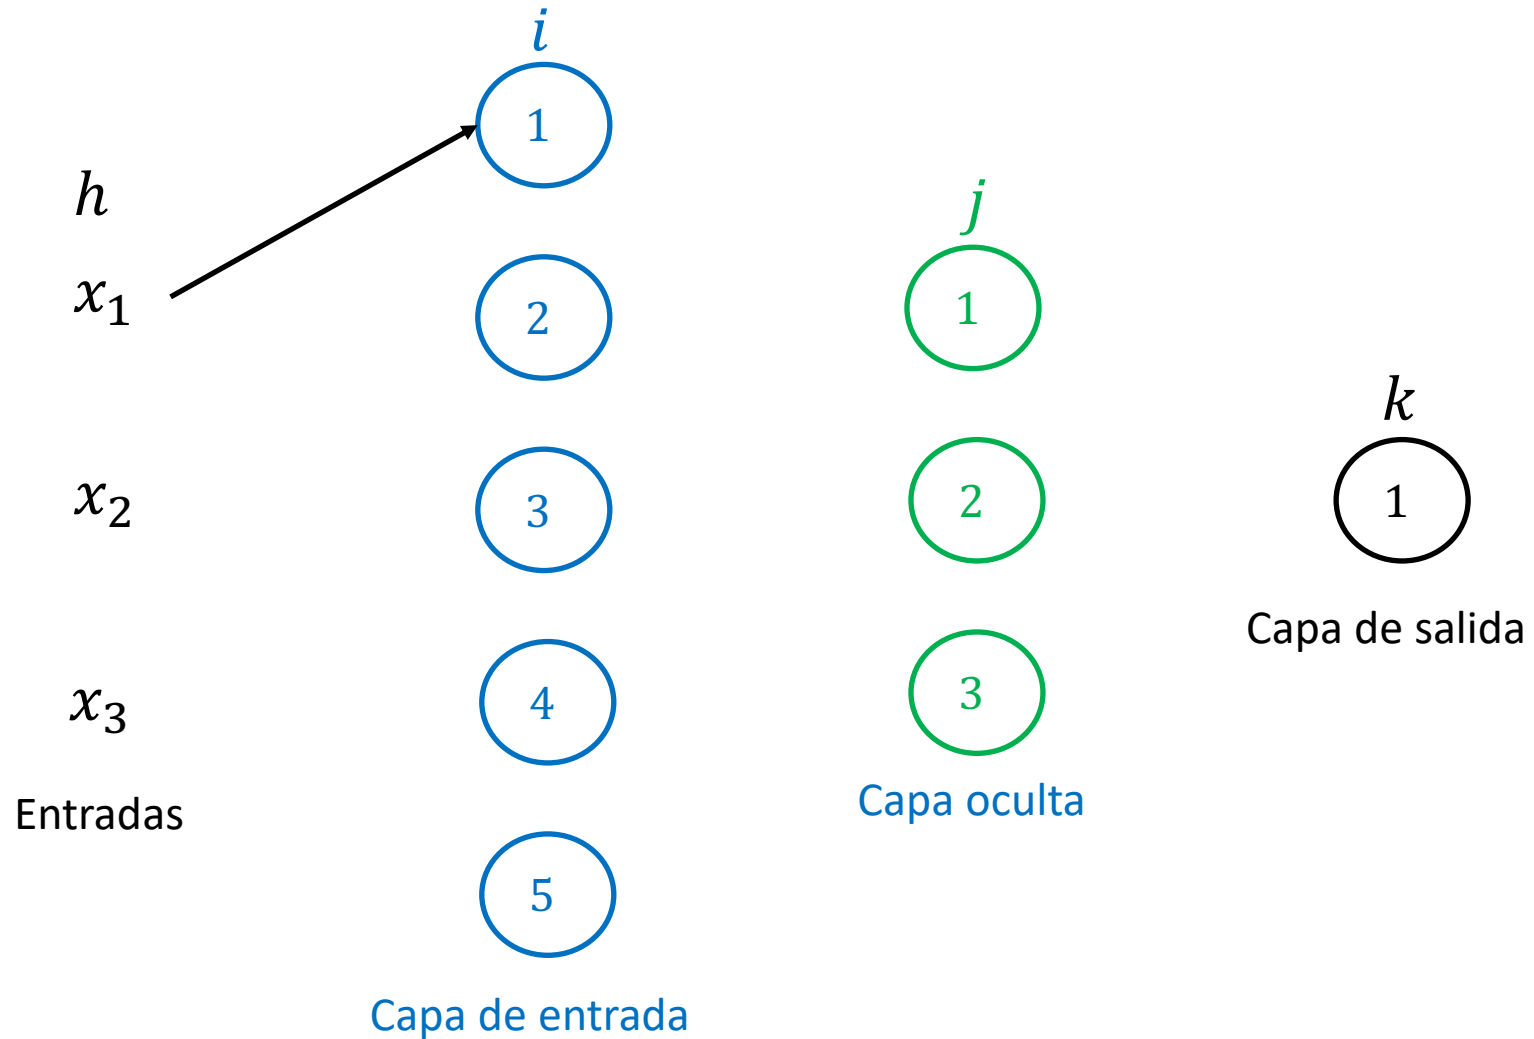 h
x₁
x₂
x₃
Entradas
i
1
2
3
4
5
Capa de entrada
j
1
2
3
Capa oculta
k
1
Capa de salida